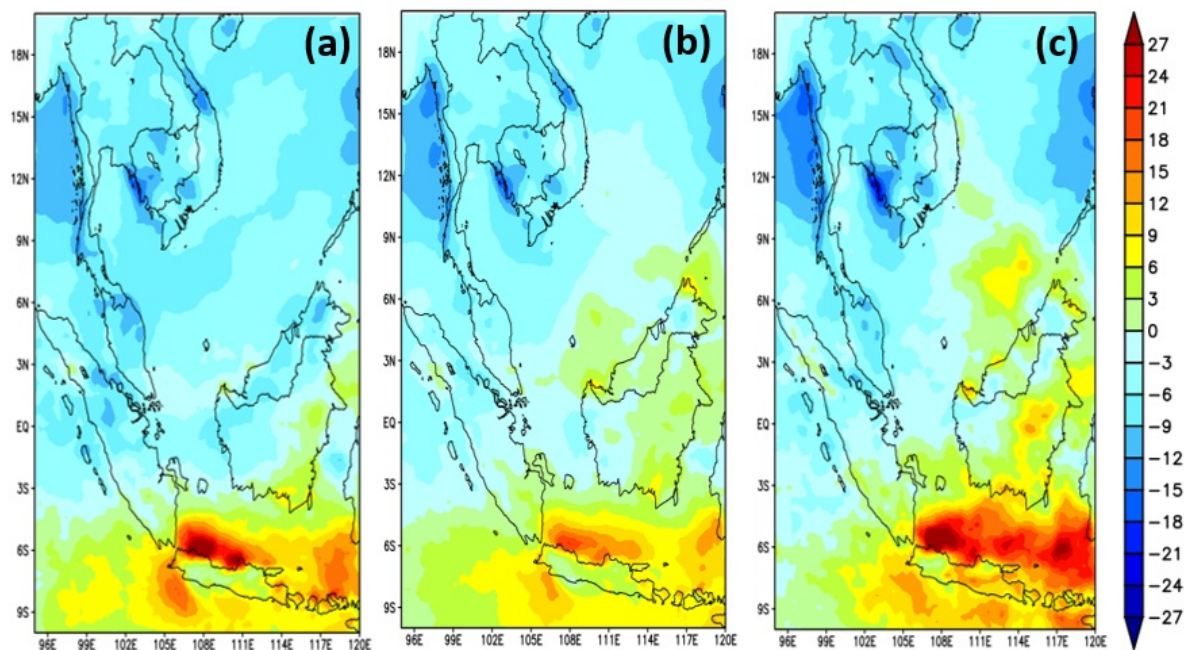 (a) (b) (c)
18N 18N 18N 27
15N 15N 15N 24
12N 12N 12N 21
9N 9N 9N 18
6N 6N 6N 15
3N 3N 3N 12
EQ EQ EQ 9
3S 3S 3S 6
6S 6S 6S 3
9S 9S 9S 0
-3
-6
-9
-12
-15
-18
-21
-24
-27
96E 99E 102E 105E 108E 111E 114E 117E 120E 96E 99E 102E 105E 108E 111E 114E 117E 120E 96E 99E 102E 105E 108E 111E 114E 117E 120E